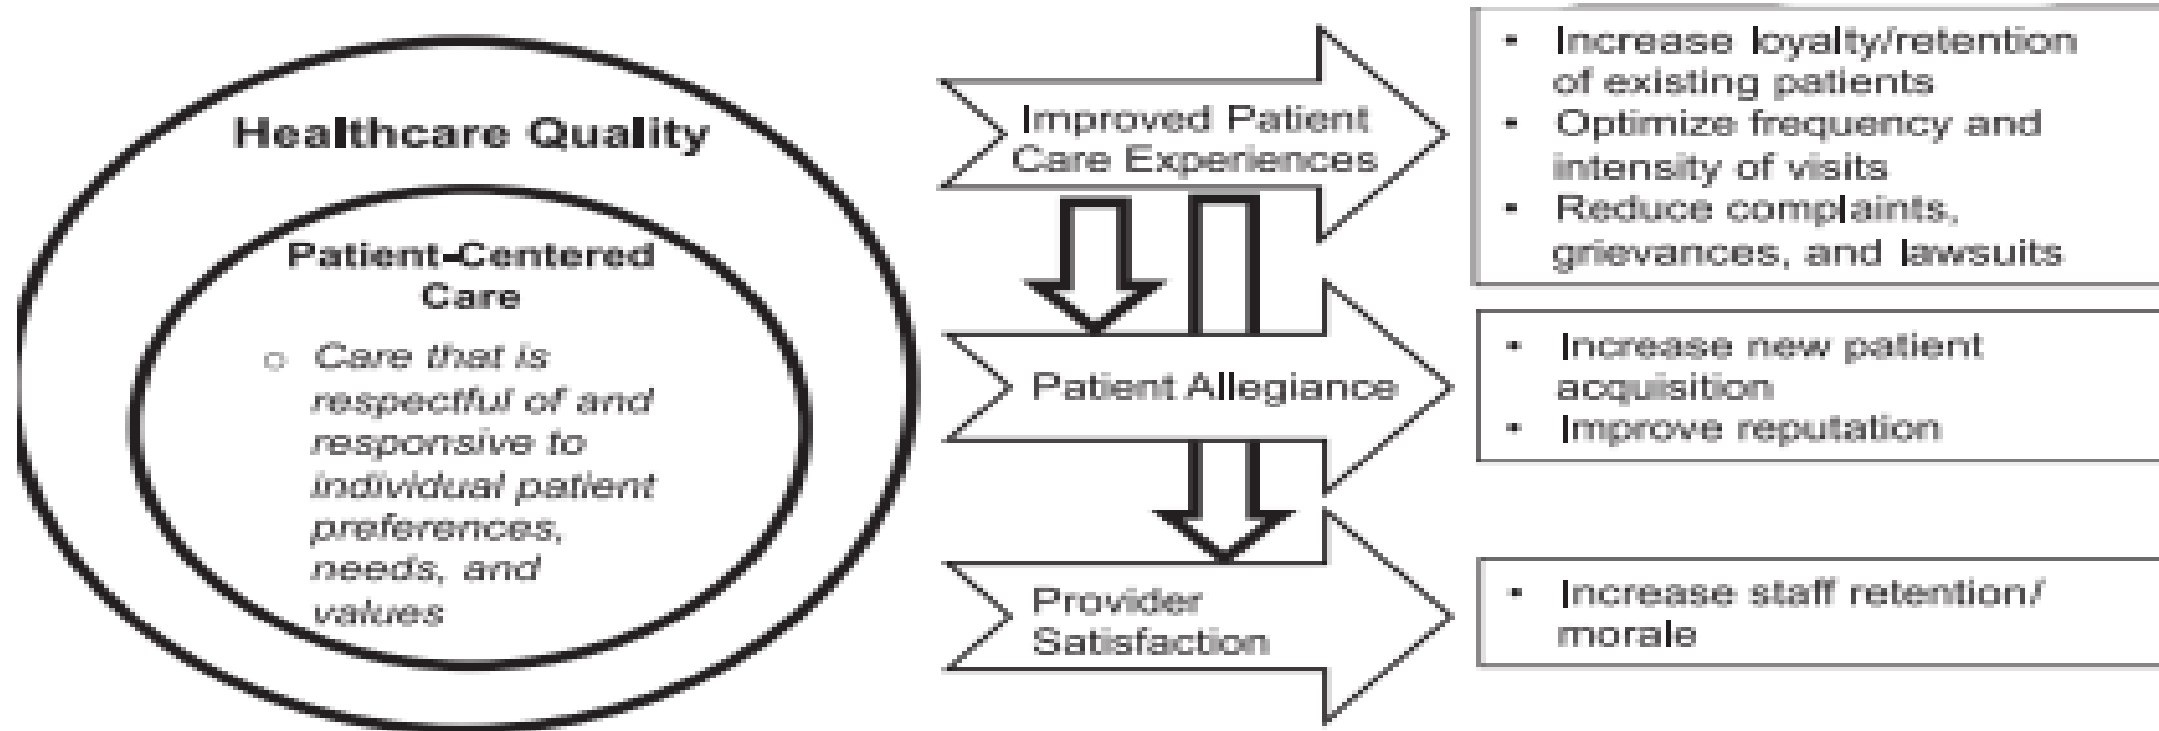 Healthcare Quality
Patient-Centered
Care
○ Care that is
respectful of and
responsive to
individual patient
preferences,
needs, and
values
Improved Patient
Care Experiences
Patient Allegiance
Provider
Satisfaction
• Increase loyalty/retention
of existing patients
• Optimize frequency and
intensity of visits
• Reduce complaints,
grievances, and lawsuits
• Increase new patient
acquisition
• Improve reputation
• Increase staff retention/
morale